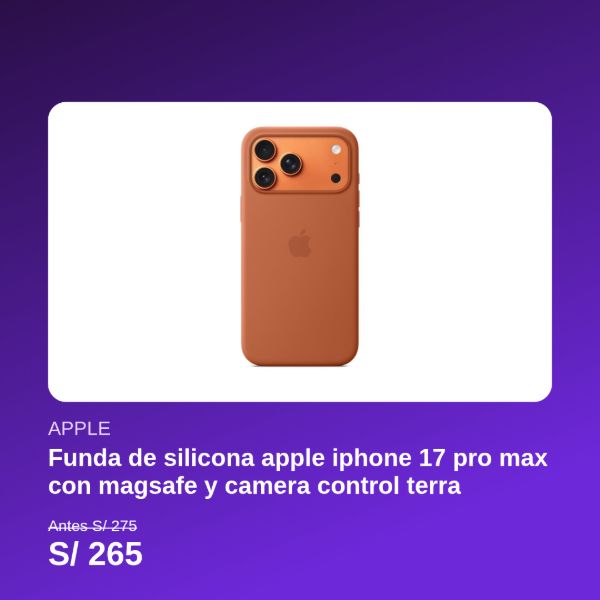 APPLE
Funda de silicona apple iphone 17 pro max
con magsafe y camera control terra
Antes S/ 275
S/ 265